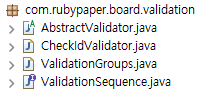 com.rubypaper.board.validation
AbstractValidator.java
CheckIdValidator.java
ValidationGroups.java
ValidationSequence.java